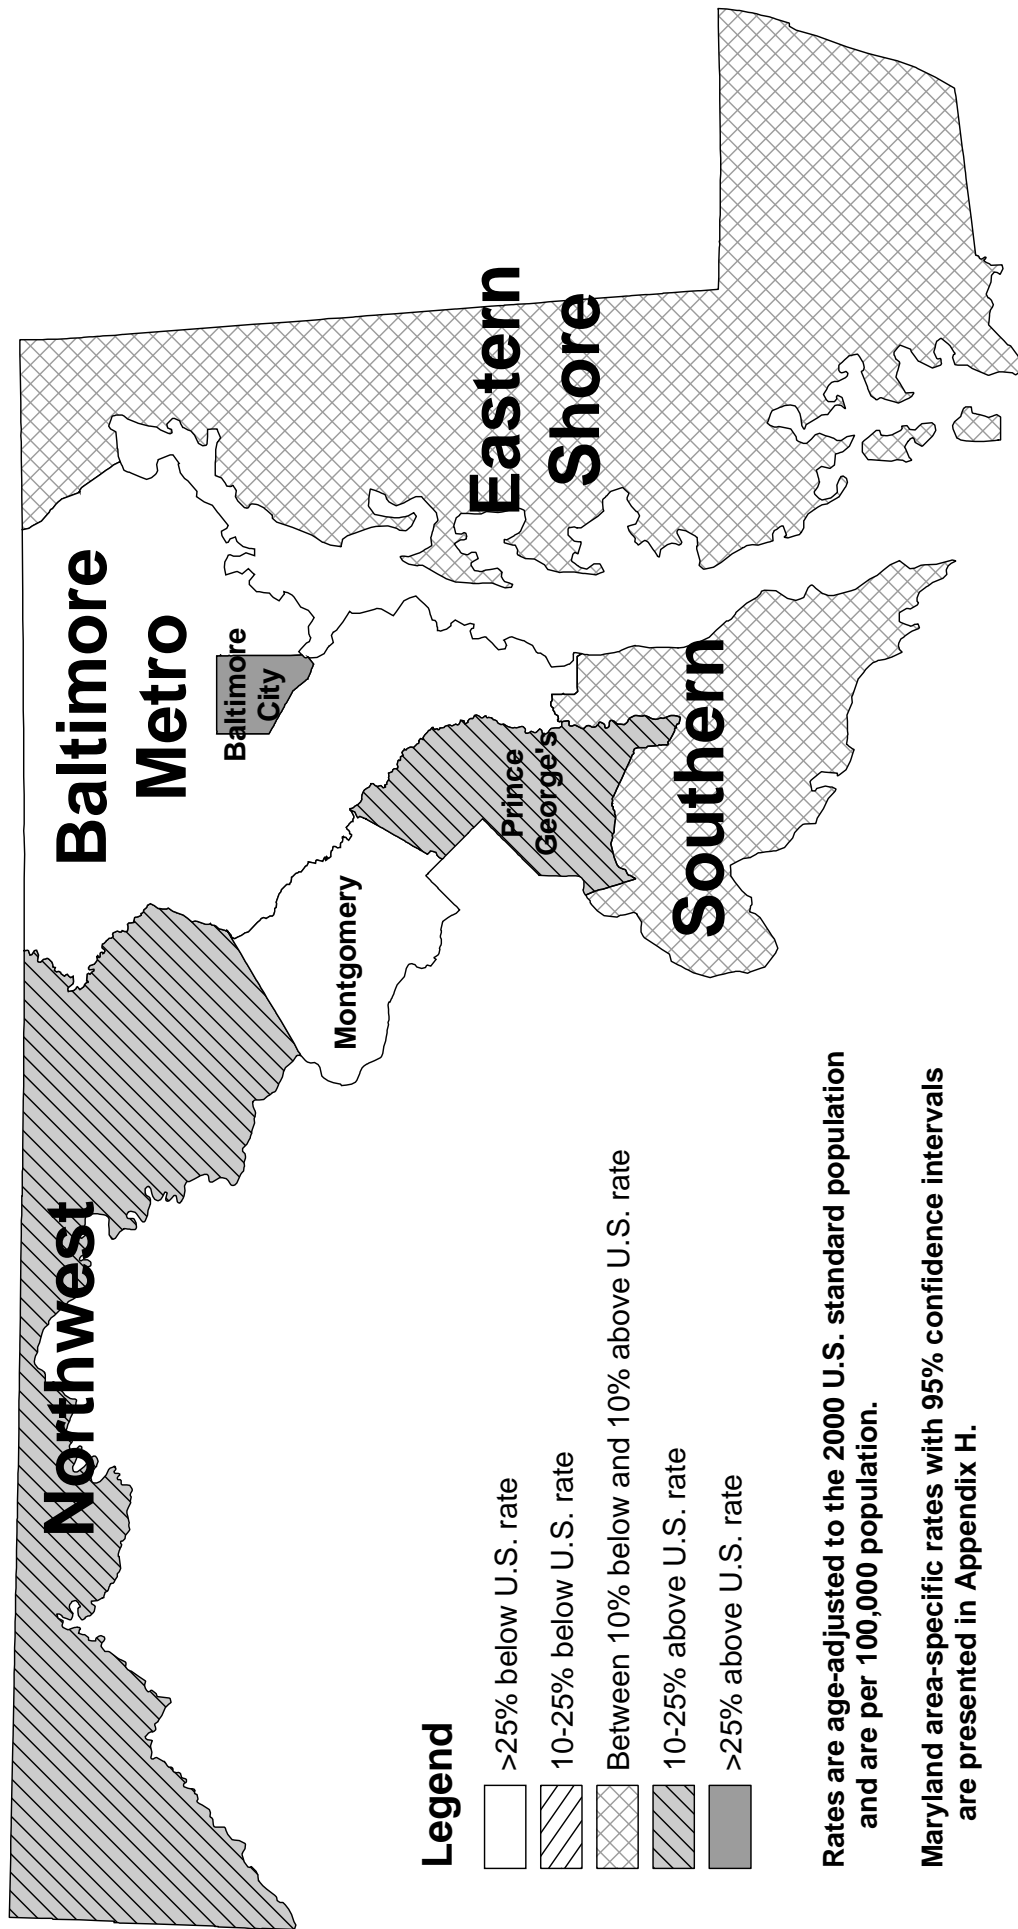 Northwest
Baltimore
Metro
Baltimore
City
Montgomery
Prince
George's
Eastern
Shore
Southern
Legend
>25% below U.S. rate
10-25% below U.S. rate
Between 10% below and 10% above U.S. rate
10-25% above U.S. rate
>25% above U.S. rate
Rates are age-adjusted to the 2000 U.S. standard population
and are per 100,000 population.
Maryland area-specific rates with 95% confidence intervals
are presented in Appendix H.